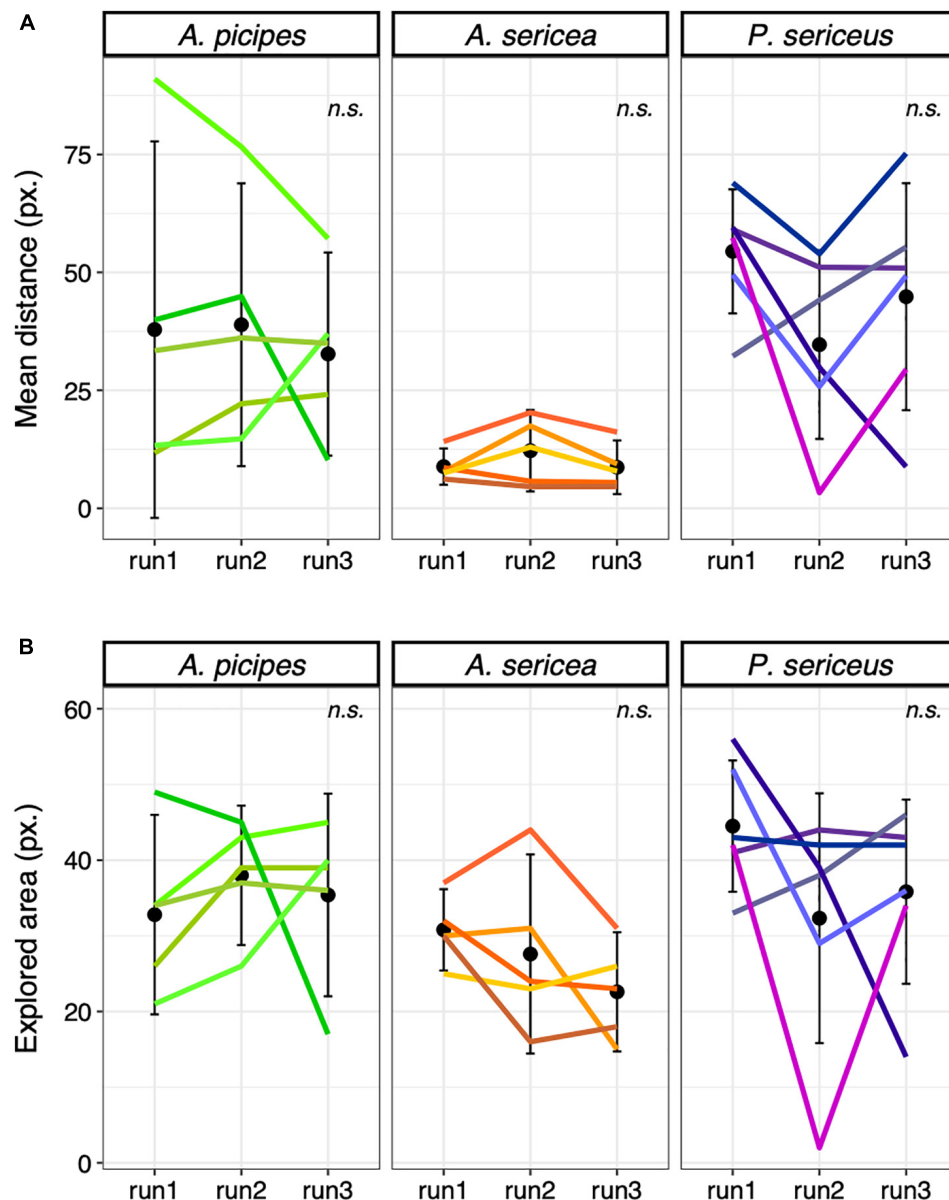 A
A. picipes A. sericea P. sericeus
n.s. n.s. n.s.
Mean distance (px.)
75
50
25
0
run1 run2 run3 run1 run2 run3 run1 run2 run3
B
A. picipes A. sericea P. sericeus
n.s. n.s. n.s.
Explored area (px.)
60
40
20
0
run1 run2 run3 run1 run2 run3 run1 run2 run3